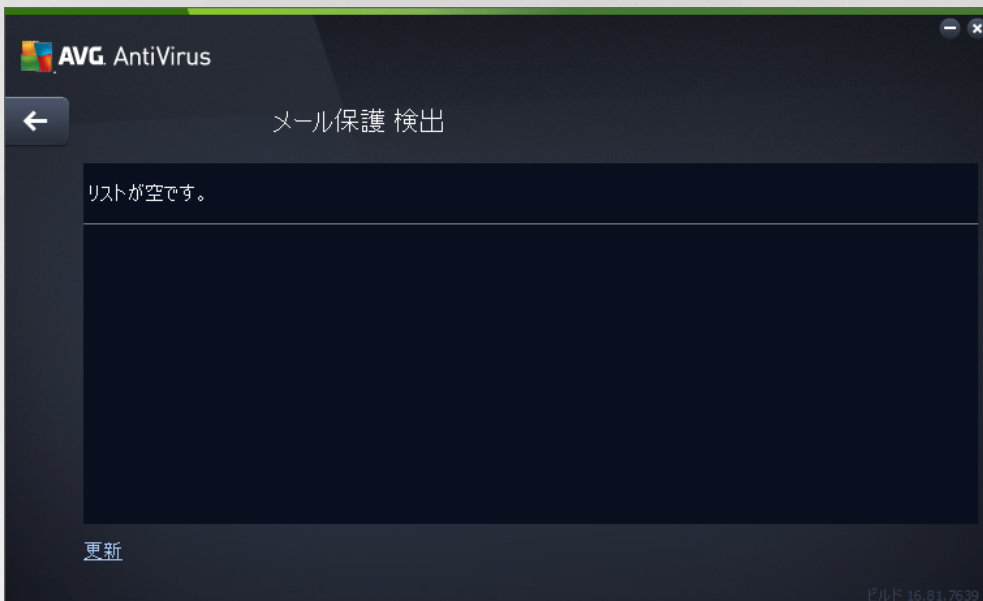 AVG. AntiVirus
メール保護 検出
リストが空です。
更新
ビルド 16.81.7639